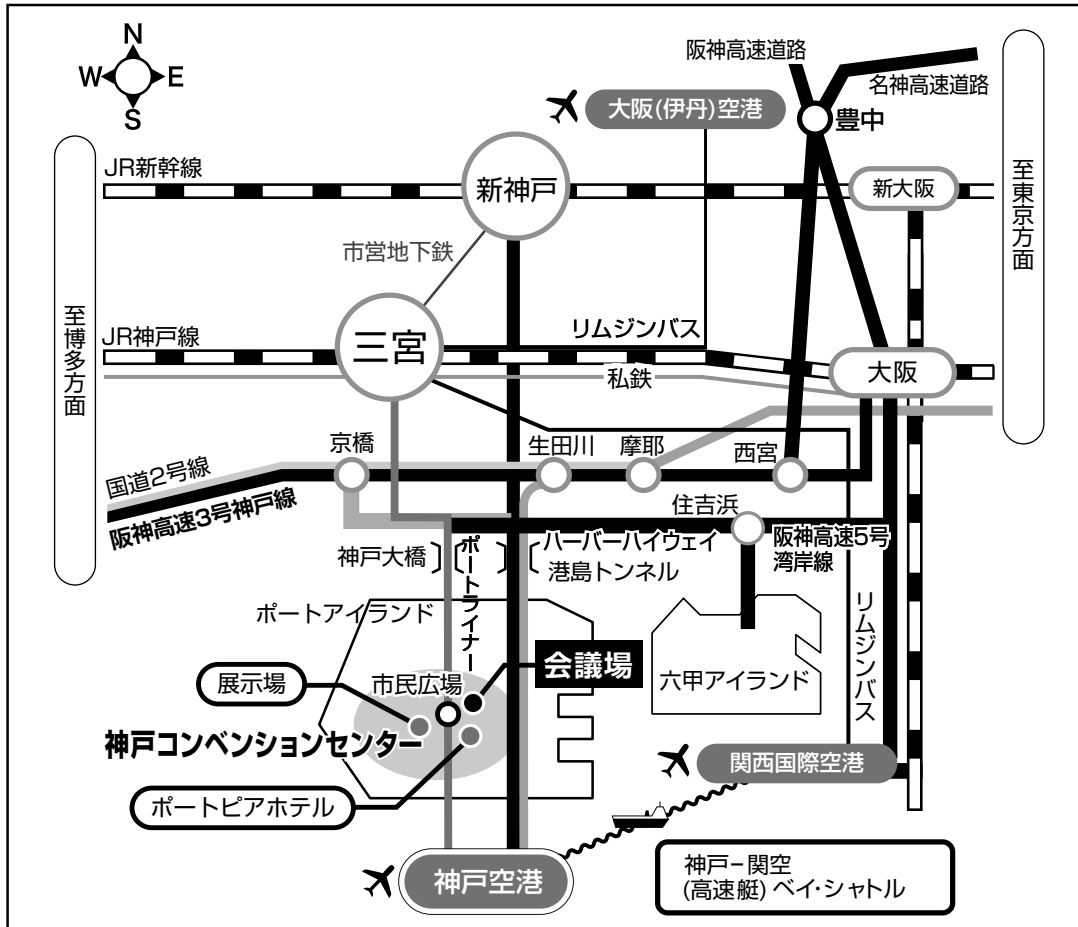 N
W
E
S
阪神高速道路
名神高速道路
大阪(伊丹)空港
豊中
至東京方面
JR新幹線
新神戸
新大阪
市営地下鉄
至博多方面
JR神戸線
三宮
リムジンバス
私鉄
大阪
京橋
生田川
摩耶
西宮
国道2号線
阪神高速3号神戸線
住吉浜
阪神高速5号
湾岸線
神戸大橋
ポートライナー
ハーバーハイウェイ
港島トンネル
ポートアイランド
リムジンバス
会議場
展示場
市民広場
六甲アイランド
神戸コンベンションセンター
関西国際空港
ポートピアホテル
神戸空港
神戸−関空
(高速艇) ベイ・シャトル